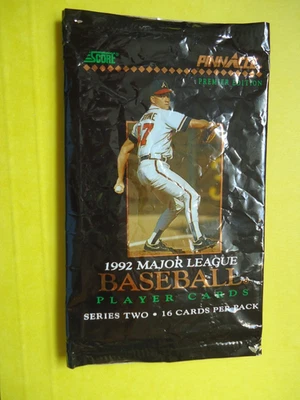 SCORE
PINNACLE
PREMIER EDITION
1992 MAJOR LEAGUE
BASEBALL
PLAYER CARDS
SERIES TWO • 16 CARDS PER PACK